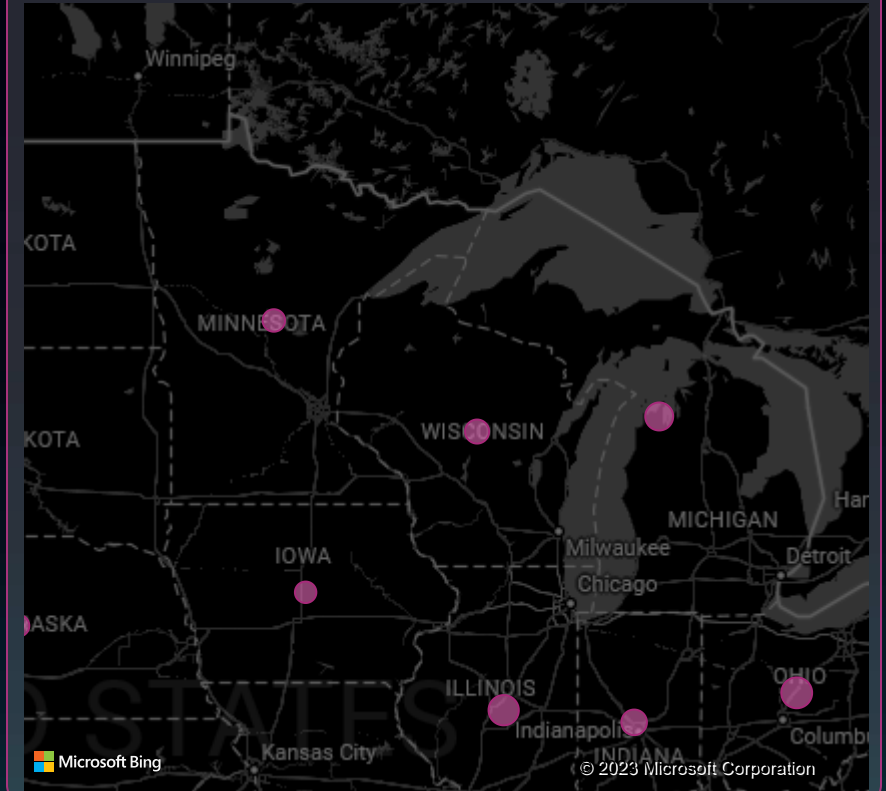 Winnipeg
KOTA
MINNESOTA
KOTA
WISCONSIN
Har
MICHIGAN
IOWA
Milwaukee
Detroit
Chicago
ASKA
OHIO
ILLINOIS
D STATES
Indianapolis
Columbu
INDIANA
Kansas City
Microsoft Bing
© 2023 Microsoft Corporation